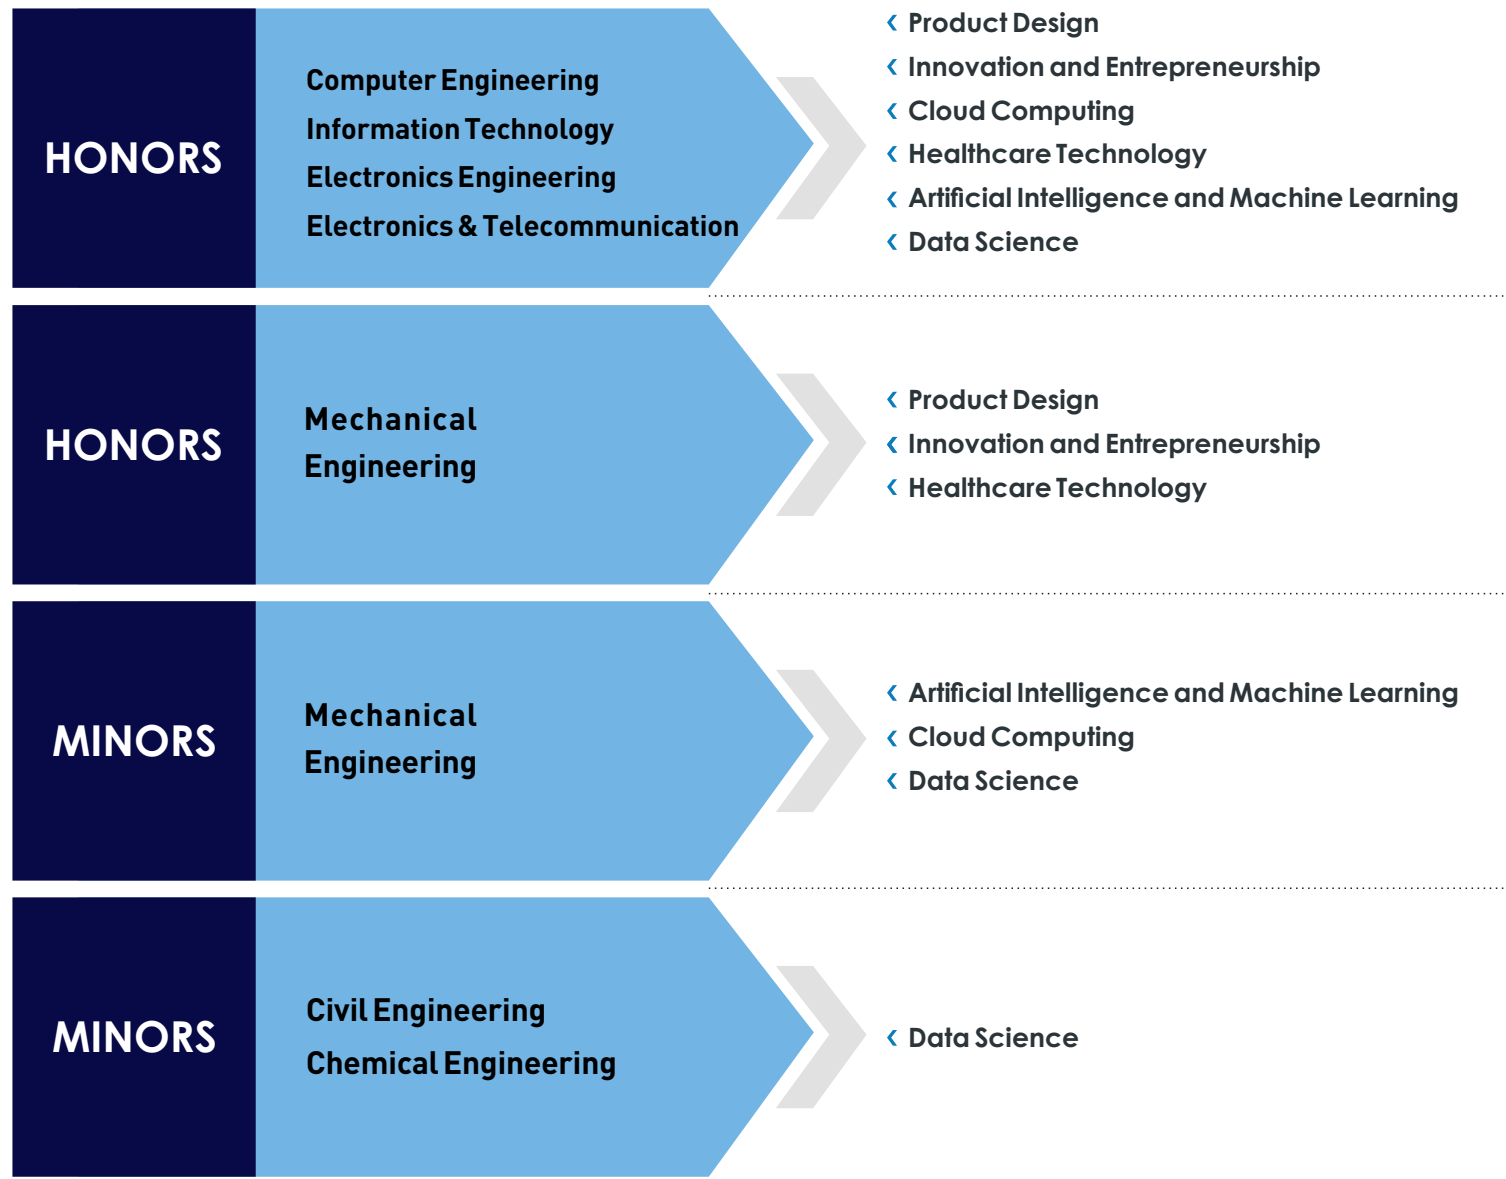 HONORS
Computer Engineering
Information Technology
Electronics Engineering
Electronics & Telecommunication
Product Design
Innovation and Entrepreneurship
Cloud Computing
Healthcare Technology
Artificial Intelligence and Machine Learning
Data Science
HONORS
Mechanical
Engineering
Product Design
Innovation and Entrepreneurship
Healthcare Technology
MINORS
Mechanical
Engineering
Artificial Intelligence and Machine Learning
Cloud Computing
Data Science
MINORS
Civil Engineering
Chemical Engineering
Data Science